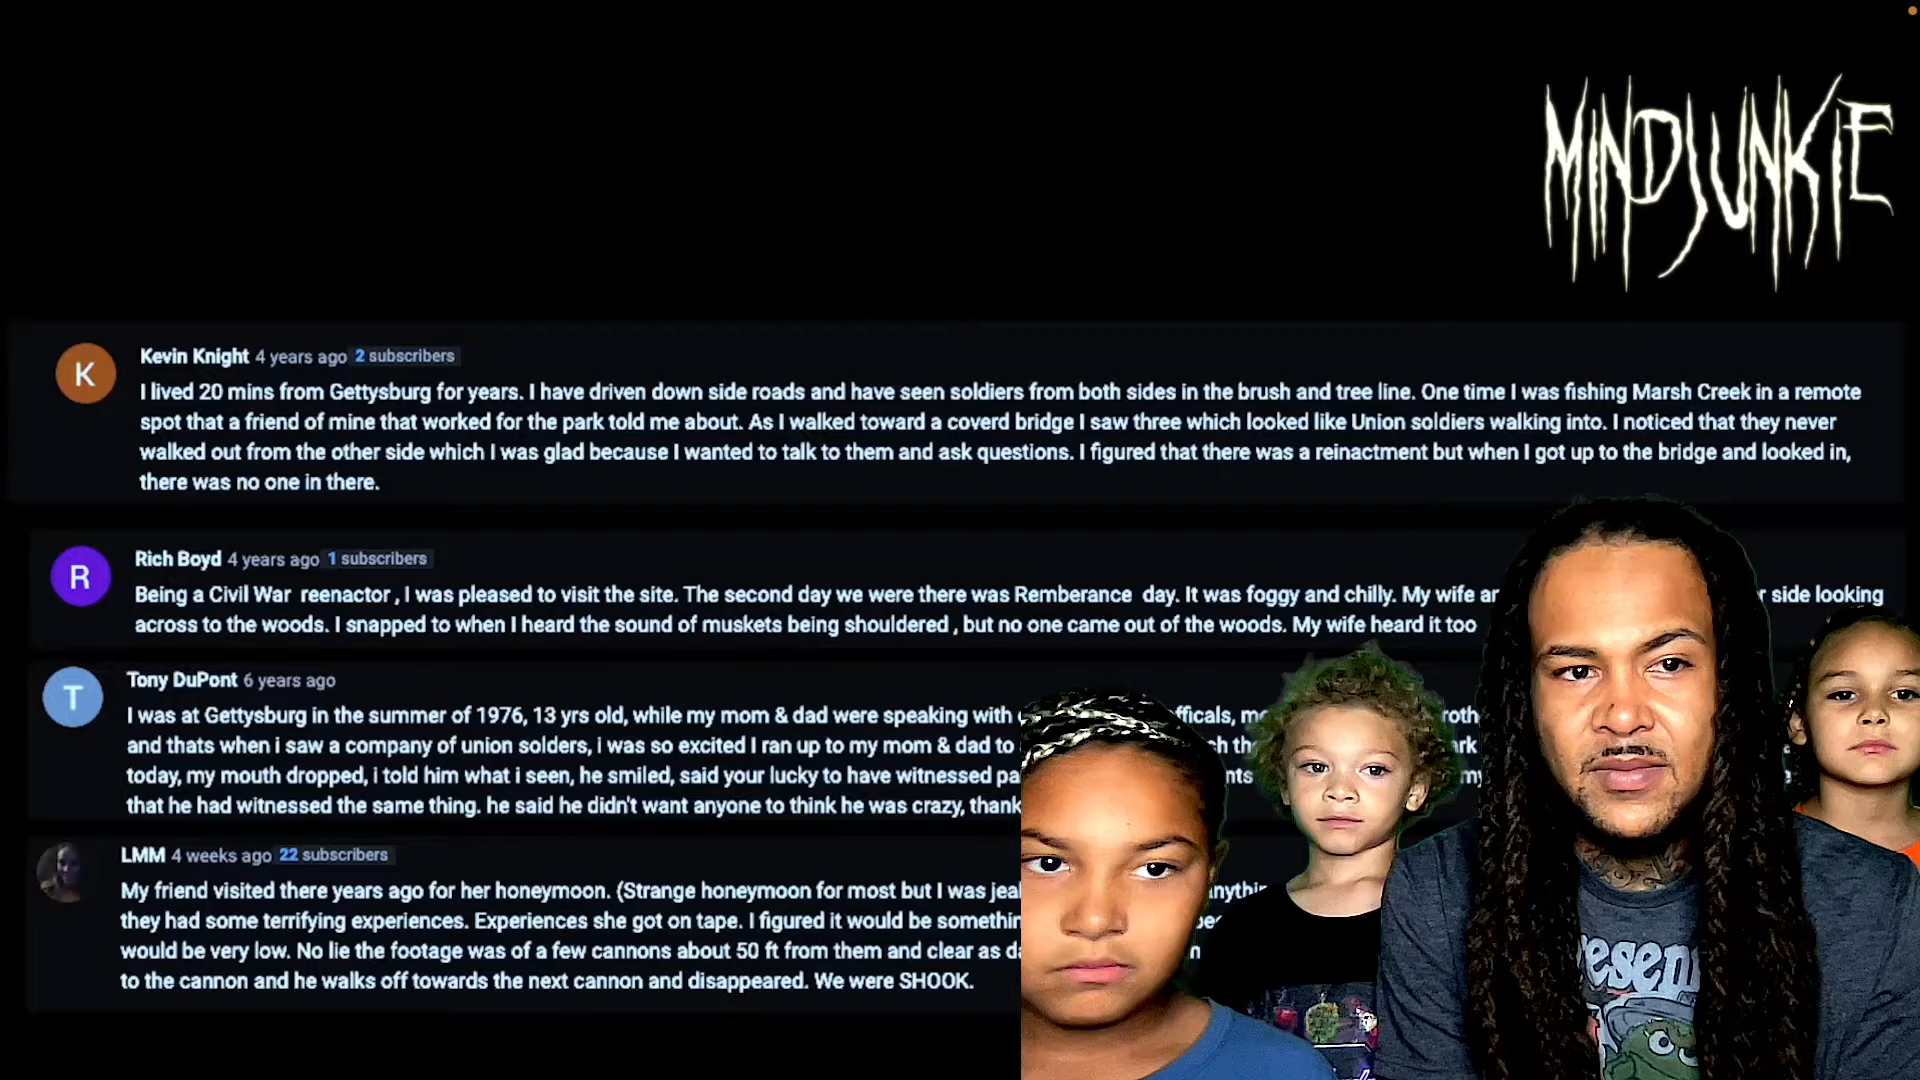 MINDJUNKIE
K
Kevin Knight 4 years ago 2 subscribers
I lived 20 mins from Gettysburg for years. I have driven down side roads and have seen soldiers from both sides in the brush and tree line. One time I was fishing Marsh Creek in a remote
spot that a friend of mine that worked for the park told me about. As I walked toward a coverd bridge I saw three which looked like Union soldiers walking into. I noticed that they never
walked out from the other side which I was glad because I wanted to talk to them and ask questions. I figured that there was a reinactment but when I got up to the bridge and looked in,
there was no one in there.
R
Rich Boyd 4 years ago 1 subscribers
Being a Civil War reenactor , I was pleased to visit the site. The second day we were there was Remberance day. It was foggy and chilly. My wife side looking
across to the woods. I snapped to when I heard the sound of muskets being shouldered , but no one came out of the woods. My wife heard it too
T
Tony DuPont 6 years ago
I was at Gettysburg in the summer of 1976, 13 yrs old, while my mom & dad were speaking with
and thats when i saw a company of union solders, i was so excited I ran up to my mom & dad to
today, my mouth dropped, i told him what i seen, he smiled, said your lucky to have witnessed
that he had witnessed the same thing. he said he didn't want anyone to think he was crazy,
LMM 4 weeks ago 22 subscribers
My friend visited there years ago for her honeymoon. (Strange honeymoon for most but I was
they had some terrifying experiences. Experiences she got on tape. I figured it would be
would be very low. No lie the footage was of a few cannons about 50 ft from them and clear as
to the cannon and he walks off towards the next cannon and disappeared. We were SHOOK.